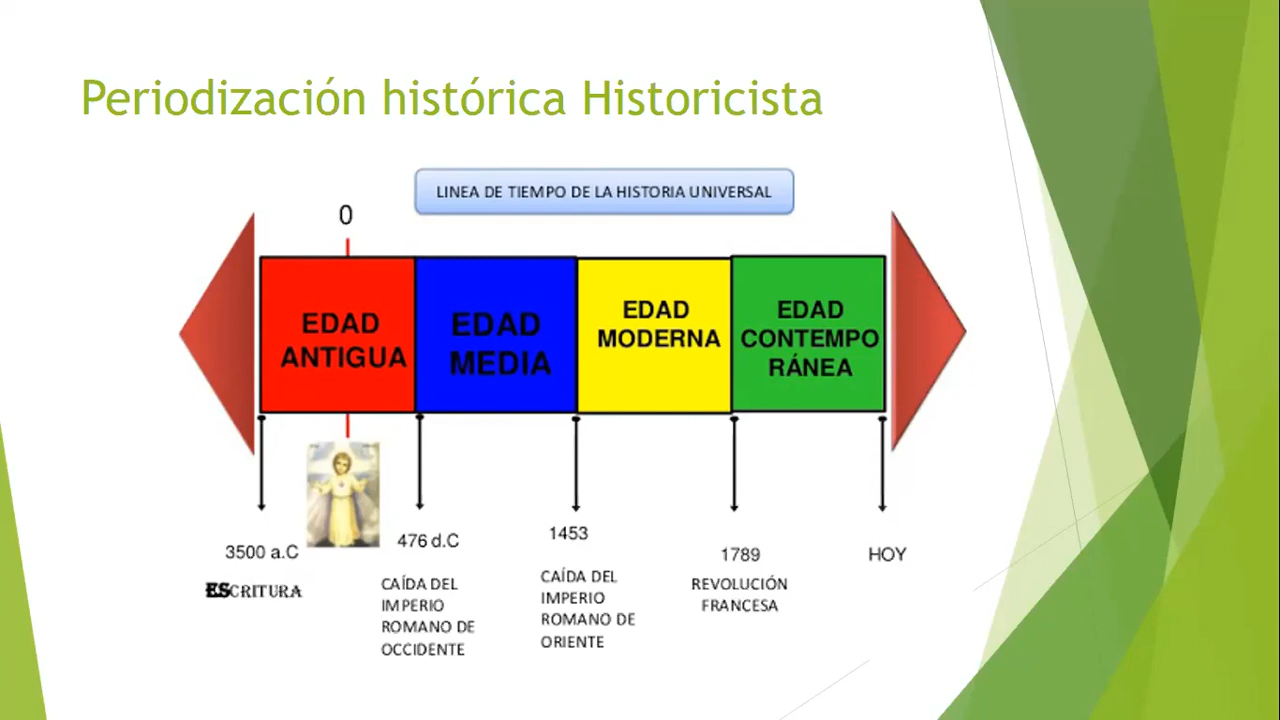 Periodización histórica Historicista
LINEA DE TIEMPO DE LA HISTORIA UNIVERSAL
0
EDAD
ANTIGUA
EDAD
MEDIA
EDAD
MODERNA
EDAD
CONTEMPO
RÁNEA
3500 a.C
ESCRITURA
476 d.C
CAÍDA DEL
IMPERIO
ROMANO DE
OCCIDENTE
1453
CAÍDA DEL
IMPERIO
ROMANO DE
ORIENTE
1789
REVOLUCIÓN
FRANCESA
HOY